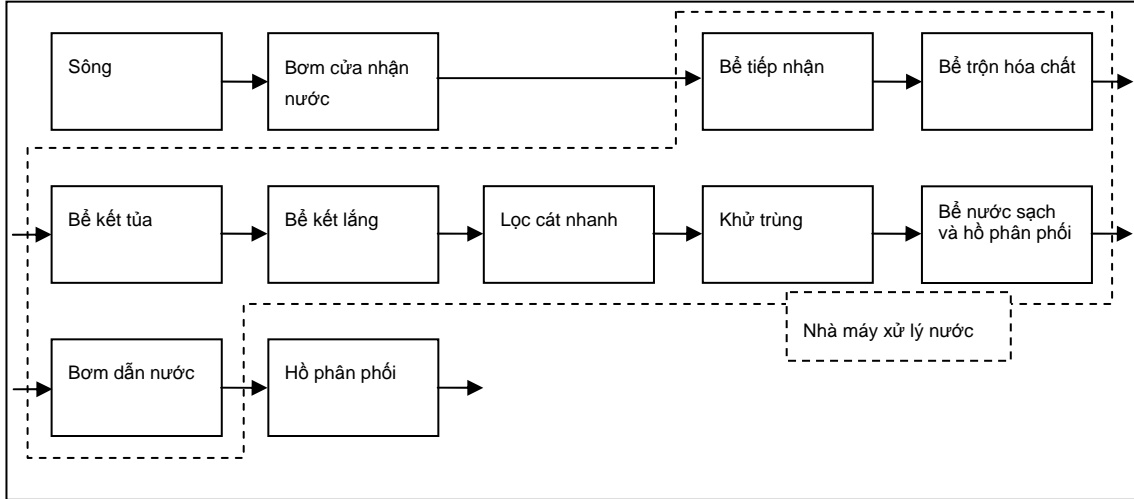 Sông
Bơm cửa nhận
nước
Bể tiếp nhận
Bể trộn hóa chất
Bể kết tủa
Bể kết lắng
Lọc cát nhanh
Khử trùng
Bể nước sạch
và hồ phân phối
Nhà máy xử lý nước
Bơm dẫn nước
Hồ phân phối